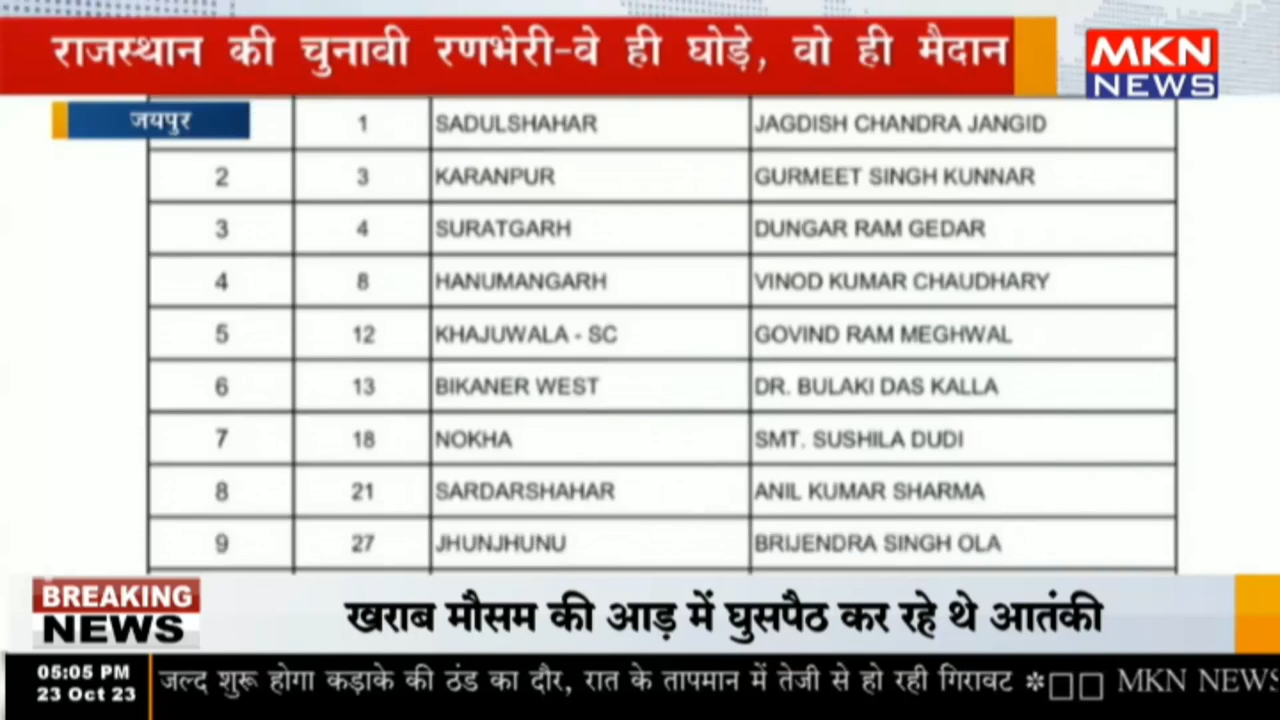 राजस्थान की चुनावी रणभेरी-वे ही घोड़े, वो ही मैदान
MKN
NEWS
जयपुर
1 SADULSHAHAR JAGDISH CHANDRA JANGID
2 3 KARANPUR GURMEET SINGH KUNNAR
3 4 SURATGARH DUNGAR RAM GEDAR
4 8 HANUMANGARH VINOD KUMAR CHAUDHARY
5 12 KHAJUWALA - SC GOVIND RAM MEGHWAL
6 13 BIKANER WEST DR. BULAKI DAS KALLA
7 18 NOKHA SMT. SUSHILA DUDI
8 21 SARDARSHAHAR ANIL KUMAR SHARMA
9 27 JHUNJHUNU BRIJENDRA SINGH OLA
BREAKING
NEWS
खराब मौसम की आड़ में घुसपैठ कर रहे थे आतंकी
05:05 PM
23 Oct 23
जल्द शुरू होगा कड़ाके की ठंड का दौर, रात के तापमान में तेजी से हो रही गिरावट *□□ MKN NEWS